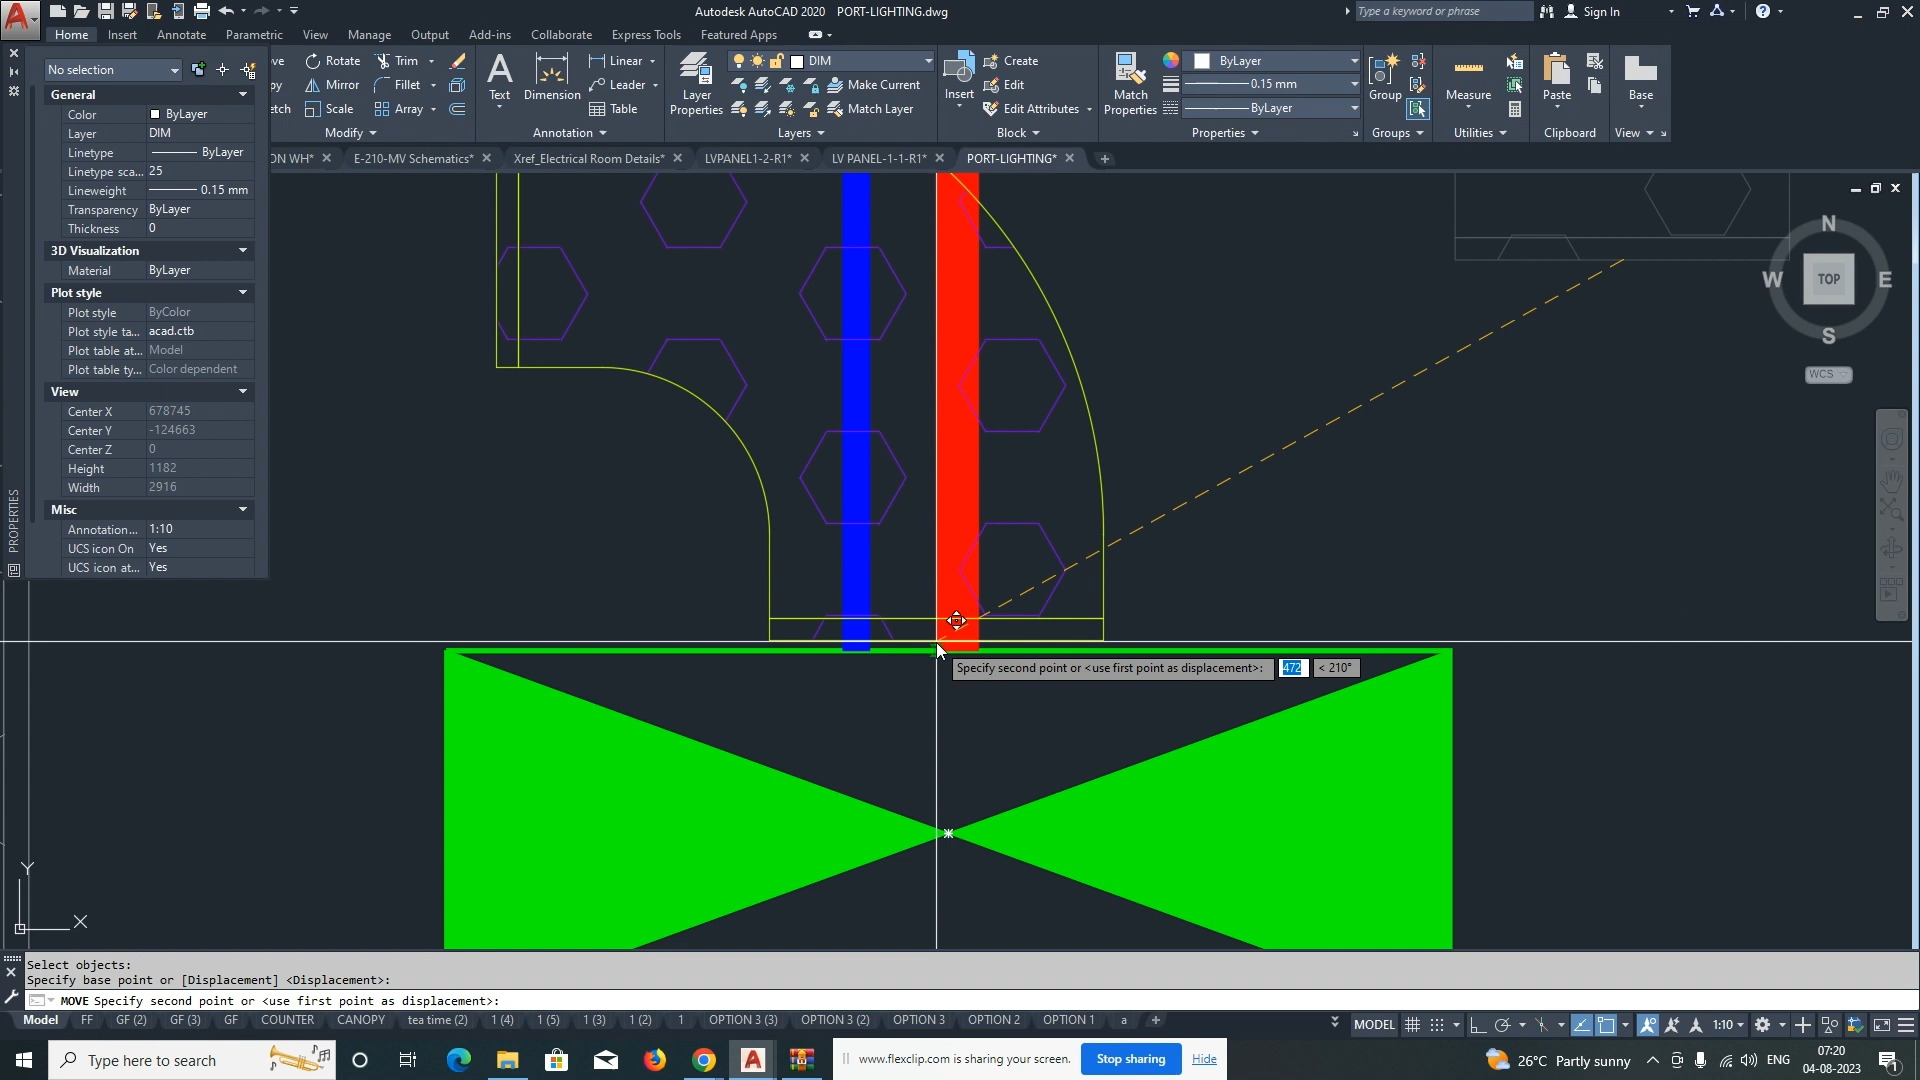 Autodesk AutoCAD 2020 PORT-LIGHTING.dwg
Type a keyword or phrase
Sign In
Home Insert Annotate Parametric View Manage Output Add-ins Collaborate Express Tools Featured Apps
No selection
Rotate Trim
Mirror Fillet
Scale Array
Modify
Text
Dimension
Linear
Leader
Table
Annotation
Layer
Properties
DIM
Make Current
Match Layer
Layers
Insert
Create
Edit
Edit Attributes
Block
Match
Properties
ByLayer
0.15 mm
ByLayer
Properties
Group
Groups
Measure
Utilities
Paste
Clipboard
Base
View
ON WH* E-210-MV Schematics* Xref_Electrical Room Details* LVPANEL1-2-R1* LV PANEL-1-1-R1* PORT-LIGHTING*
General
Color ByLayer
Layer DIM
Linetype ByLayer
Linetype sca... 25
Lineweight 0.15 mm
Transparency ByLayer
Thickness 0
3D Visualization
Material ByLayer
Plot style
Plot style ByColor
Plot style ta... acad.ctb
Plot table at... Model
Plot table ty... Color dependent
View
Center X 678745
Center Y -124663
Center Z 0
Height 1182
Width 2916
Misc
Annotation... 1:10
UCS icon On Yes
UCS icon at... Yes
PROPERTIES
N
W TOP E
S
WCS
Specify second point or <use first point as displacement>: 472 < 210°
Y
X
Select objects:
Specify base point or [Displacement] <Displacement>:
MOVE Specify second point or <use first point as displacement>:
Model FF GF (2) GF (3) GF COUNTER CANOPY tea time (2) 1 (4) 1 (5) 1 (3) 1 (2) 1 OPTION 3 (3) OPTION 3 (2) OPTION 3 OPTION 2 OPTION 1 a
MODEL 1:10
Type here to search
www.flexclip.com is sharing your screen. Stop sharing Hide
26°C Partly sunny
ENG
07:20
04-08-2023
1